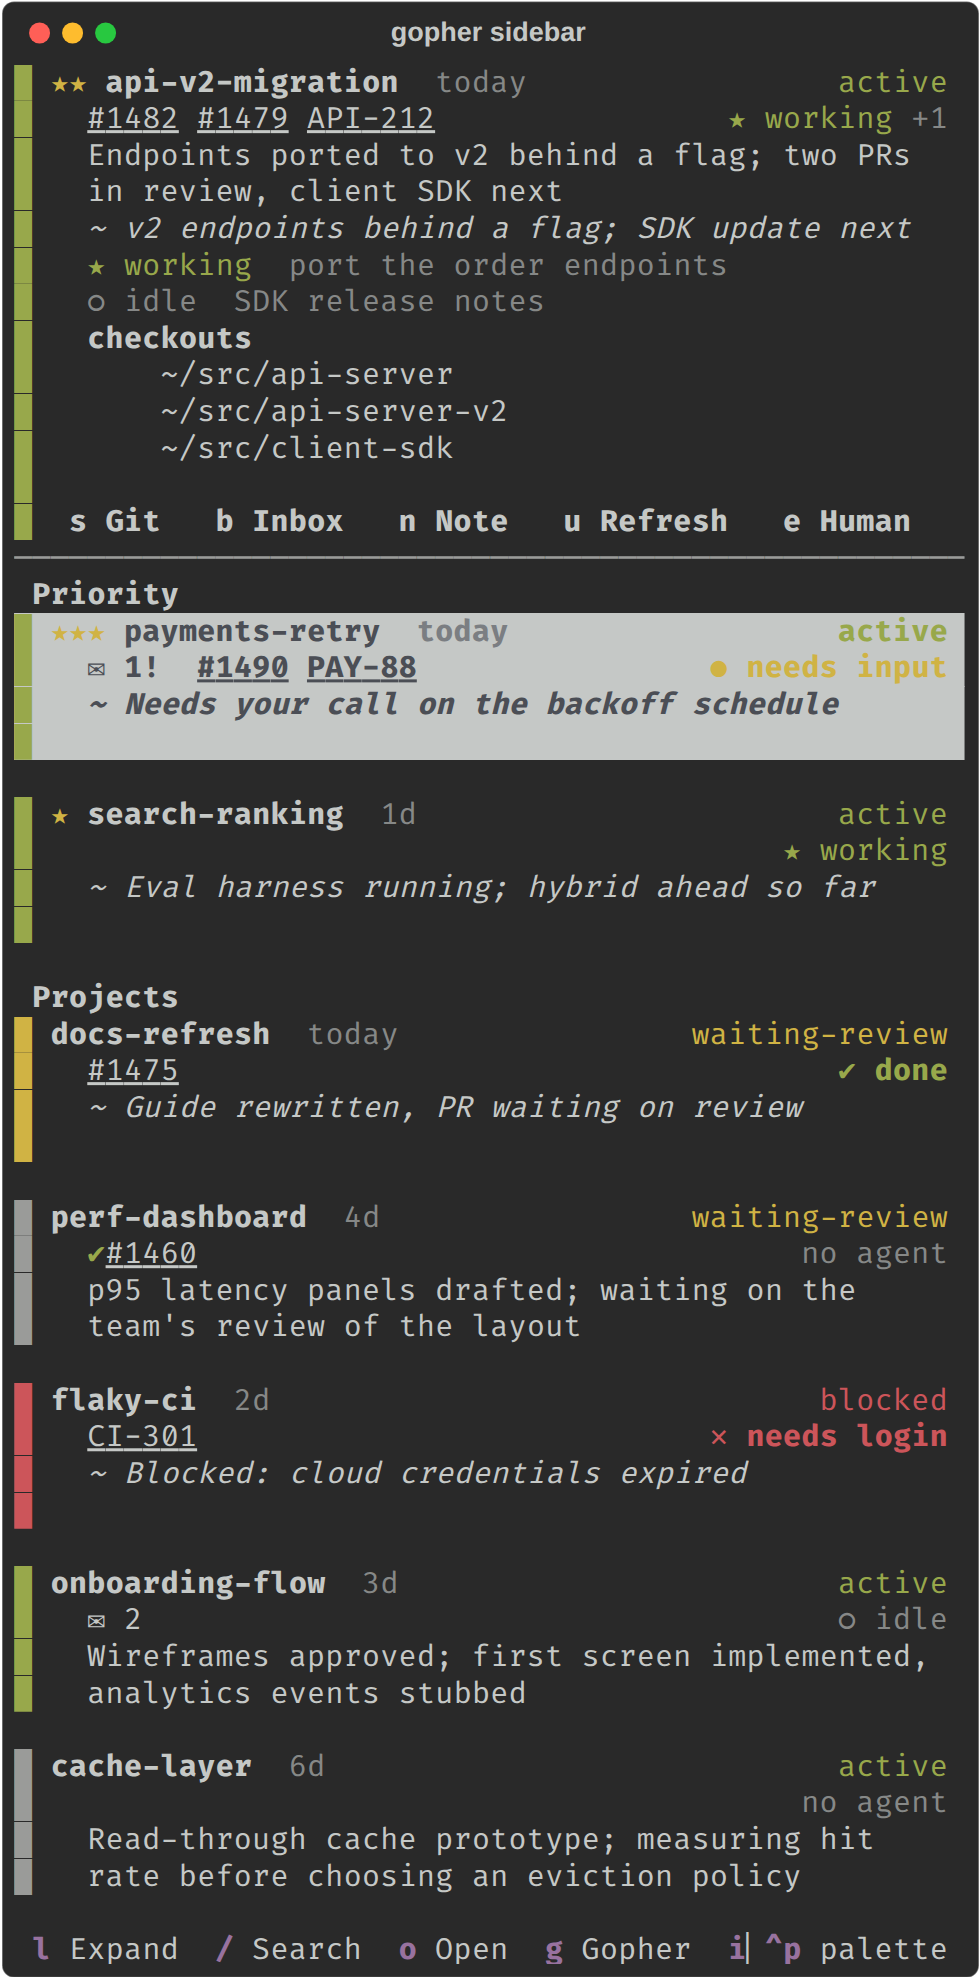 gopher sidebar
★★ api-v2-migration today active
#1482 #1479 API-212 ★ working +1
Endpoints ported to v2 behind a flag; two PRs
in review, client SDK next
~ v2 endpoints behind a flag; SDK update next
★ working port the order endpoints
○ idle SDK release notes
checkouts
~/src/api-server
~/src/api-server-v2
~/src/client-sdk
s Git b Inbox n Note u Refresh e Human
Priority
★★★ payments-retry today active
✉ 1! #1490 PAY-88 ● needs input
~ Needs your call on the backoff schedule
★ search-ranking 1d active
★ working
~ Eval harness running; hybrid ahead so far
Projects
docs-refresh today waiting-review
#1475 ✔ done
~ Guide rewritten, PR waiting on review
perf-dashboard 4d waiting-review
✔#1460 no agent
p95 latency panels drafted; waiting on the
team's review of the layout
flaky-ci 2d blocked
CI-301 × needs login
~ Blocked: cloud credentials expired
onboarding-flow 3d active
✉ 2 ○ idle
Wireframes approved; first screen implemented,
analytics events stubbed
cache-layer 6d active
no agent
Read-through cache prototype; measuring hit
rate before choosing an eviction policy
l Expand / Search o Open g Gopher i ^p palette